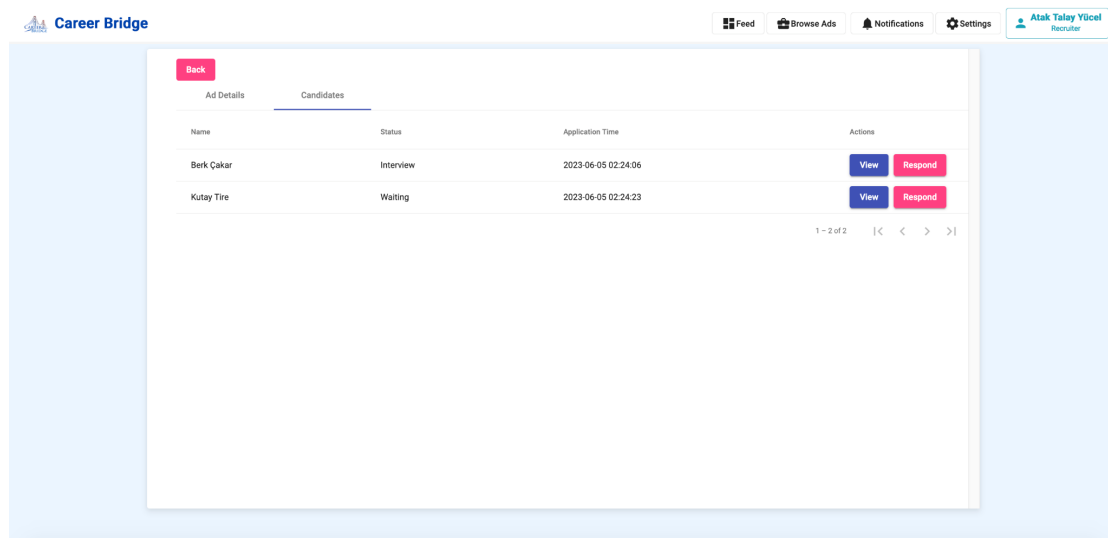 Career Bridge
Feed
Browse Ads
Notifications
Settings
Atak Talay Yücel
Recruiter
Back
Ad Details Candidates
Name Status Application Time Actions
Berk Çakar Interview 2023-06-05 02:24:06 View Respond
Kutay Tire Waiting 2023-06-05 02:24:23 View Respond
1 – 2 of 2